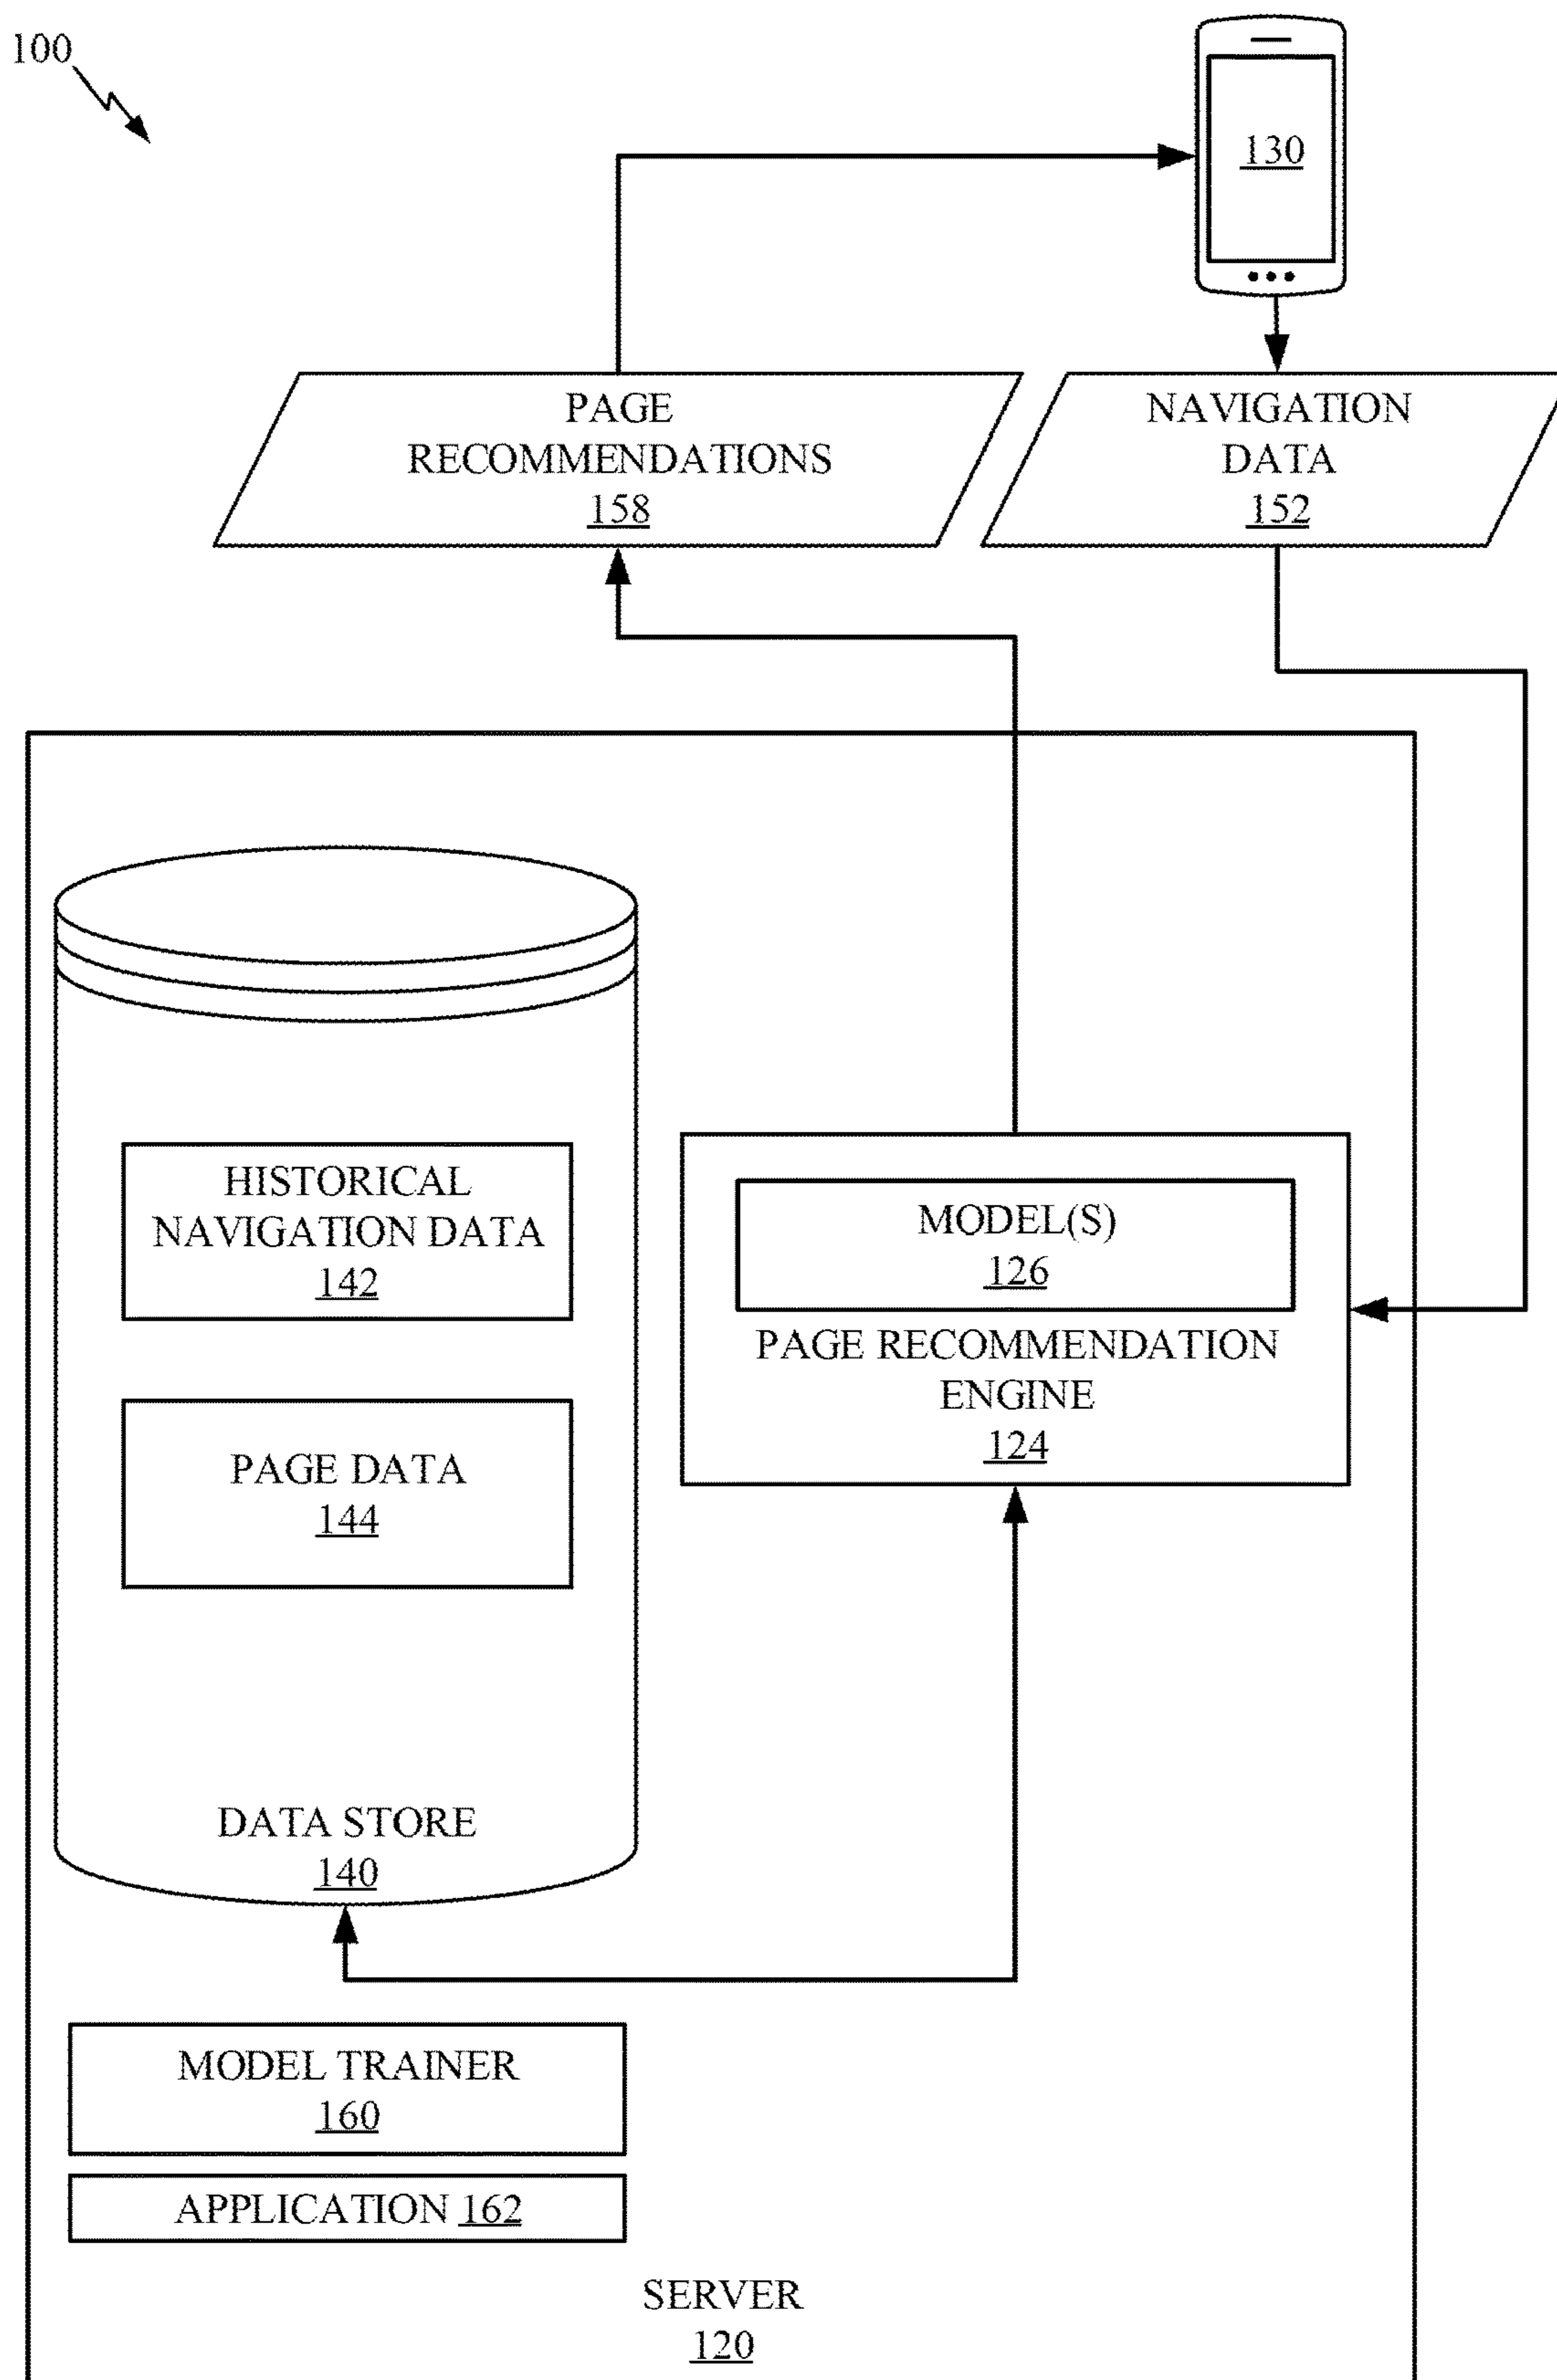 100
130
PAGE
RECOMMENDATIONS
158
NAVIGATION
DATA
152
HISTORICAL
NAVIGATION DATA
142
PAGE DATA
144
DATA STORE
140
MODEL(S)
126
PAGE RECOMMENDATION
ENGINE
124
MODEL TRAINER
160
APPLICATION 162
SERVER
120